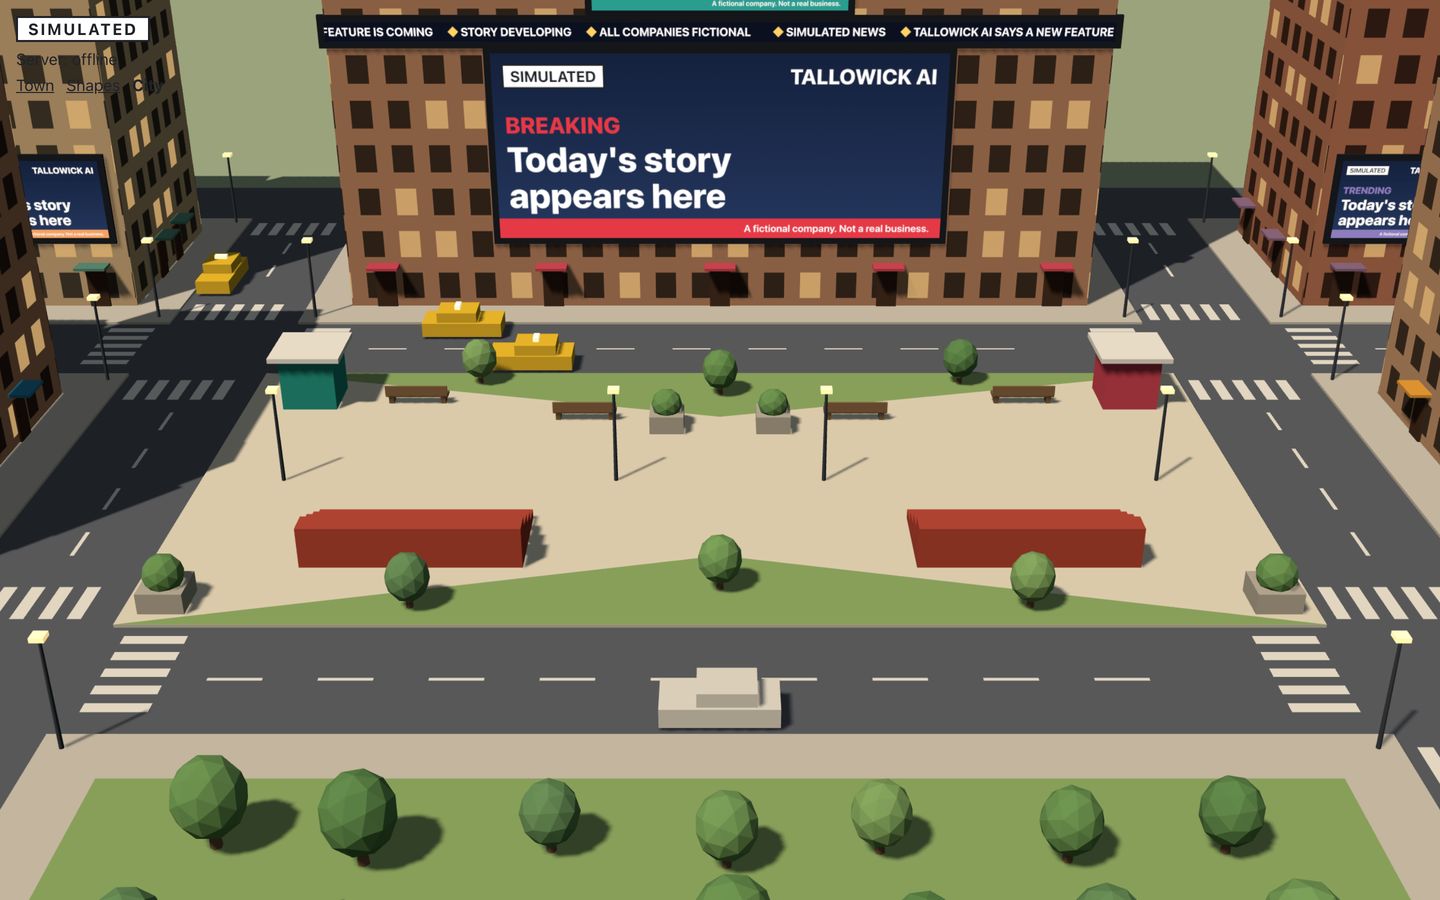 A fictional company. Not a real business.
FEATURE IS COMING ◆ STORY DEVELOPING ◆ ALL COMPANIES FICTIONAL ◆ SIMULATED NEWS ◆ TALLOWICK AI SAYS A NEW FEATURE
SIMULATED
Server: offline
Town Shapes City
SIMULATED TALLOWICK AI
BREAKING
Today's story
appears here
A fictional company. Not a real business.
TALLOWICK AI
story
s here
SIMULATED
TRENDING
Today's st
appears he